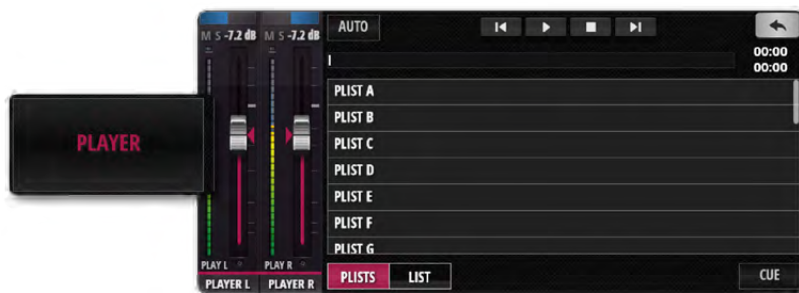 PLAYER
M S -7.2 dB M S -7.2 dB
AUTO
00:00
00:00
PLIST A
PLIST B
PLIST C
PLIST D
PLIST E
PLIST F
PLIST G
PLAY L PLAY R
PLAYER L PLAYER R
PLISTS LIST CUE